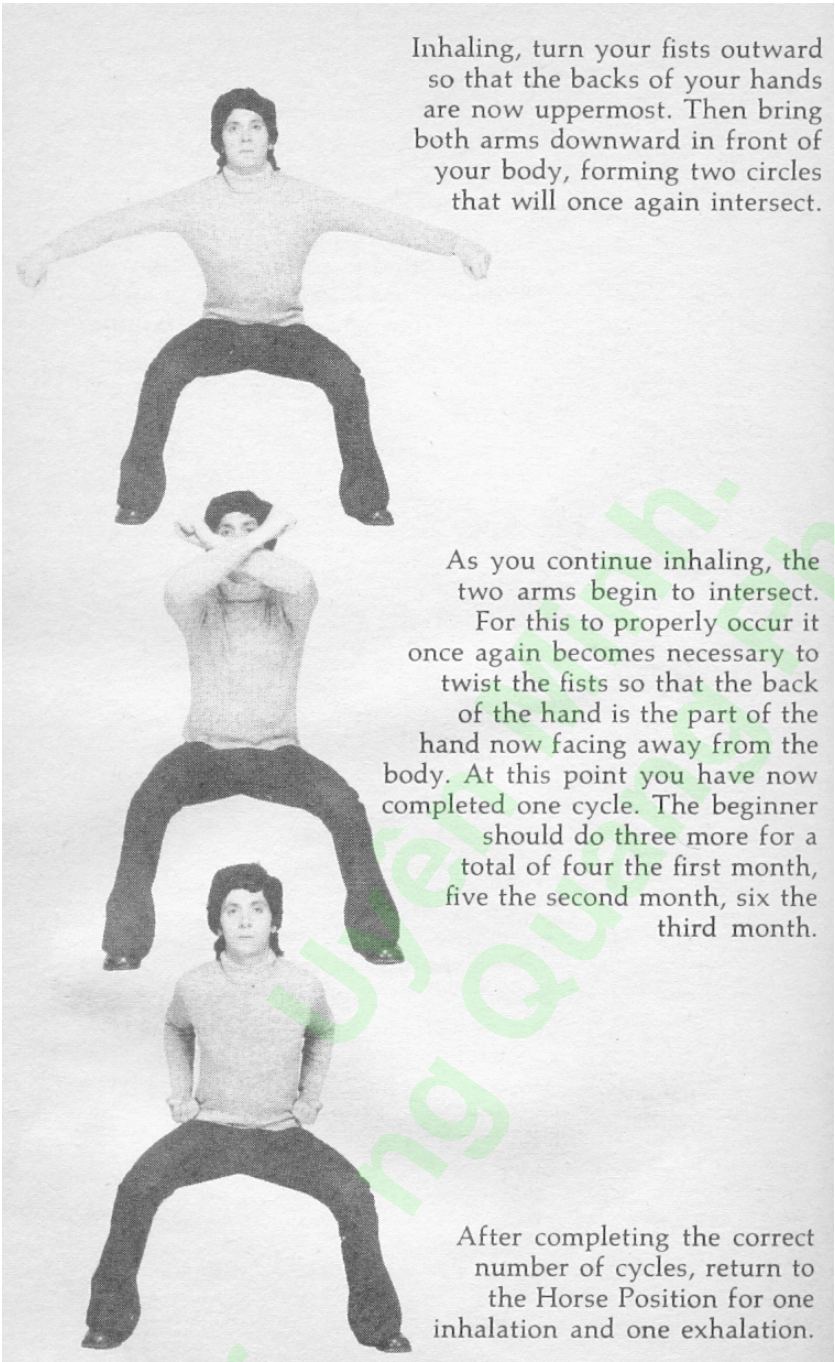 Inhaling, turn your fists outward
so that the backs of your hands
are now uppermost. Then bring
both arms downward in front of
your body, forming two circles
that will once again intersect.
As you continue inhaling, the
two arms begin to intersect.
For this to properly occur it
once again becomes necessary to
twist the fists so that the back
of the hand is the part of the
hand now facing away from the
body. At this point you have now
completed one cycle. The beginner
should do three more for a
total of four the first month,
five the second month, six the
third month.
After completing the correct
number of cycles, return to
the Horse Position for one
inhalation and one exhalation.
Uyên Minh.
ng Quang Ph